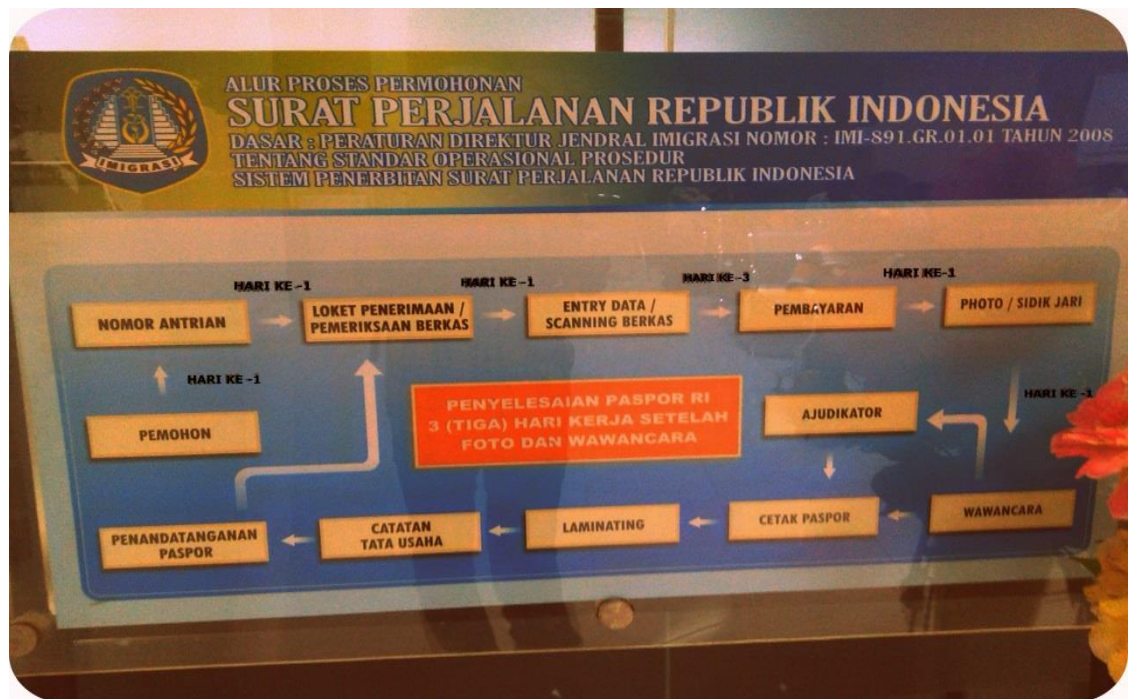 ALUR PROSES PERMOHONAN
SURAT PERJALANAN REPUBLIK INDONESIA
DASAR : PERATURAN DIREKTUR JENDRAL IMIGRASI NOMOR : IMI-891.GR.01.01 TAHUN 2008
TENTANG STANDAR OPERASIONAL PROSEDUR
SISTEM PENERBITAN SURAT PERJALANAN REPUBLIK INDONESIA
IMIGRASI
HARI KE -1
HARI KE -1
HARI KE-3
HARI KE-1
NOMOR ANTRIAN
LOKET PENERIMAAN /
PEMERIKSAAN BERKAS
ENTRY DATA /
SCANNING BERKAS
PEMBAYARAN
PHOTO / SIDIK JARI
HARI KE -1
HARI KE -1
PEMOHON
PENYELESAIAN PASPOR RI
3 (TIGA) HARI KERJA SETELAH
FOTO DAN WAWANCARA
AJUDIKATOR
PENANDATANGANAN
PASPOR
CATATAN
TATA USAHA
LAMINATING
CETAK PASPOR
WAWANCARA